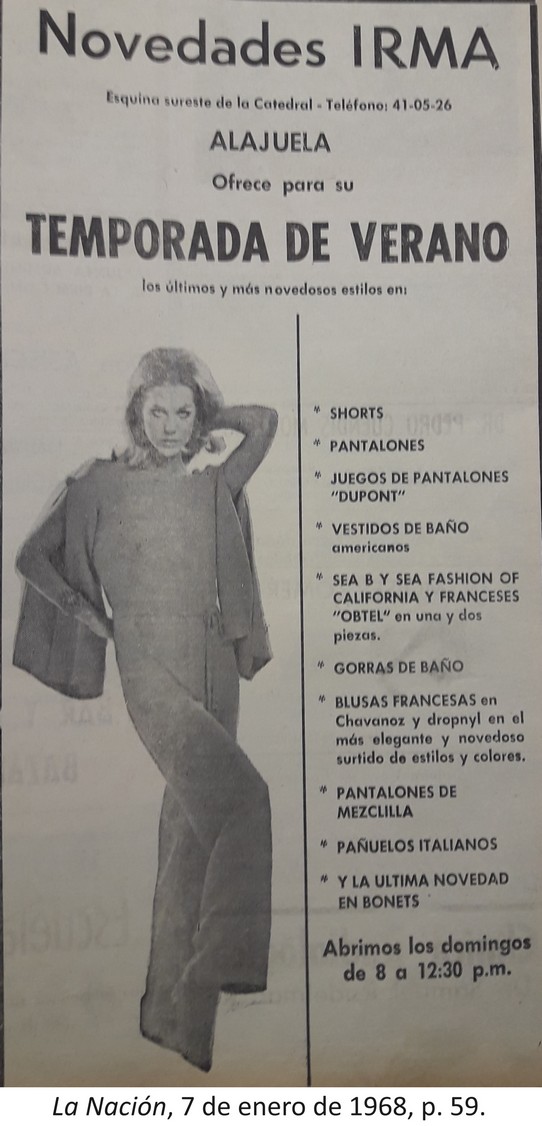 Novedades IRMA
Esquina sureste de la Catedral - Teléfono: 41-05-26
ALAJUELA
Ofrece para su
TEMPORADA DE VERANO
los últimos y más novedosos estilos en:
* SHORTS
* PANTALONES
* JUEGOS DE PANTALONES
"DUPONT"
* VESTIDOS DE BAÑO
americanos
* SEA B Y SEA FASHION OF
CALIFORNIA Y FRANCESES
"OBTEL" en una y dos
piezas.
* GORRAS DE BAÑO
* BLUSAS FRANCESAS en
Chavanoz y dropnyl en el
más elegante y novedoso
surtido de estilos y colores.
* PANTALONES DE
MEZCLILLA
* PAÑUELOS ITALIANOS
* Y LA ULTIMA NOVEDAD
EN BONETS
Abrimos los domingos
de 8 a 12:30 p.m.
La Nación, 7 de enero de 1968, p. 59.